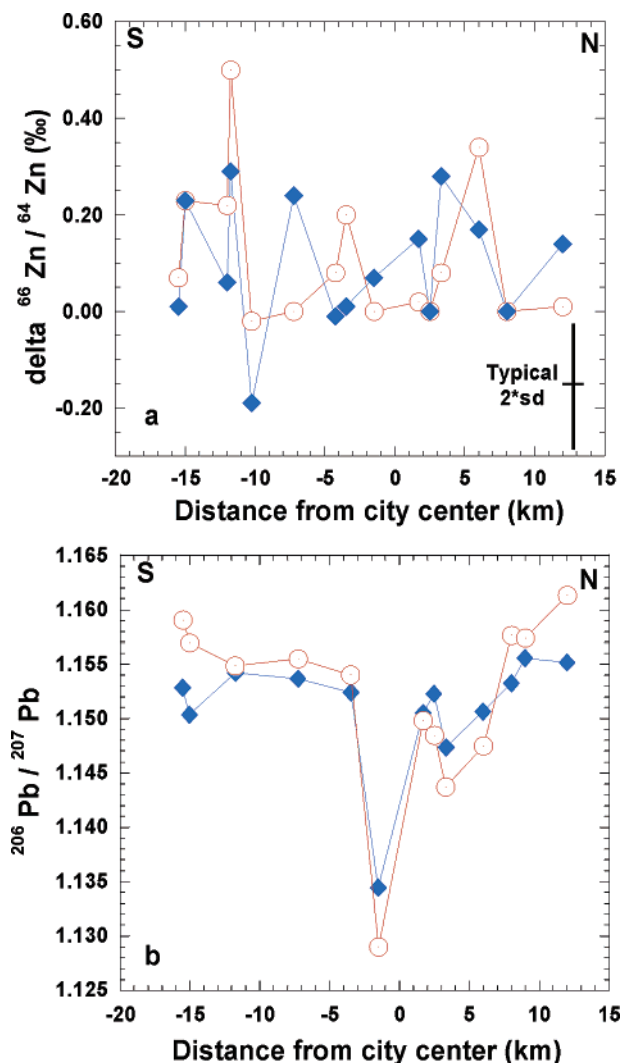 S N
0.60
0.40
0.20
0.00
-0.20
delta ⁶⁶Zn / ⁶⁴Zn (‰)
Typical
2*sd
a
-20 -15 -10 -5 0 5 10 15
Distance from city center (km)
S N
1.165
1.160
1.155
1.150
1.145
1.140
1.135
1.130
1.125
²⁰⁶Pb / ²⁰⁷Pb
b
-20 -15 -10 -5 0 5 10 15
Distance from city center (km)